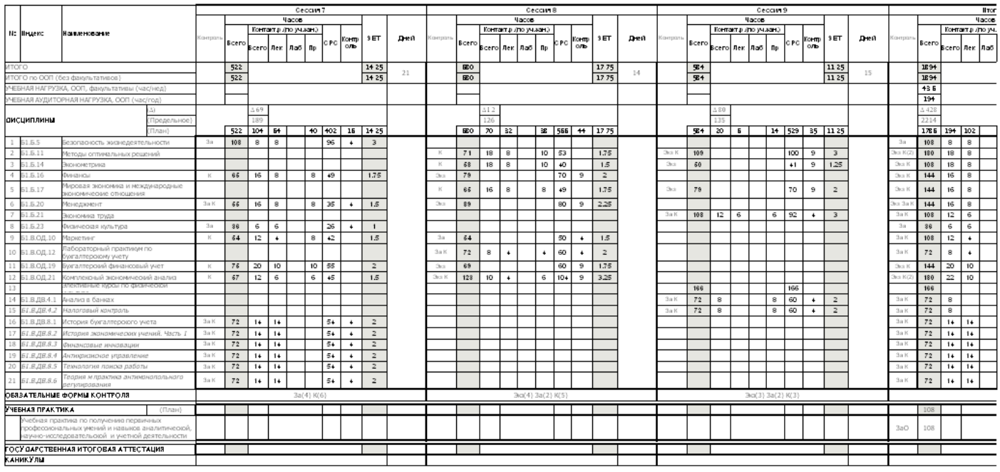 Сессия 7 Сессия 8 Сессия 9 Итог
Часов Часов Часов Часов
№ Индекс Наименование Контроль Всего Контакт.р.(по уч.зан.) СРС Контроль ЗЕТ Дней Контроль Всего Контакт.р.(по уч.зан.) СРС Контроль ЗЕТ Дней Контроль Всего Контакт.р.(по уч.зан.) СРС Контроль ЗЕТ Дней Контроль Всего Контакт.р.(по уч.
Всего Лек Лаб Пр Всего Лек Лаб Пр Всего Лек Лаб Пр Всего Лек Лаб
ИТОГО 522 14 25 21 680 17 75 14 584 11 25 15 1894
ИТОГО по ООП (без факультативов) 522 14 25 680 17 75 584 11 25 1894
УЧЕБНАЯ НАГРУЗКА, ООП, факультативы (час/нед) 43 6
УЧЕБНАЯ АУДИТОРНАЯ НАГРУЗКА, ООП (час/год) 194
ДИСЦИПЛИНЫ (Δ) Δ 69 Δ 12 Δ 80 Δ 428
(Предельное) 189 126 135 2214
(План) 522 104 64 40 402 16 14 25 680 70 32 38 566 44 17 75 584 20 6 14 529 35 11 25 1786 194 102
1 Б1.Б.5 Безопасность жизнедеятельности За 108 8 8 96 4 3 За 108 8 8
2 Б1.Б.11 Методы оптимальных решений К 71 18 8 10 53 1.75 Экз К 109 100 9 3 Экз К(2) 180 18 8
3 Б1.Б.14 Эконометрика К 58 18 8 10 40 1.5 Экз 50 41 9 1.25 Экз К 108 18 8
4 Б1.Б.16 Финансы К 65 16 8 8 49 1.75 Экз 79 70 9 2 Экз К 144 16 8
5 Б1.Б.17 Мировая экономика и международные экономические отношения К 65 16 8 8 49 1.75 Экз 79 70 9 2 Экз К 144 16 8
6 Б1.Б.20 Менеджмент За К 55 16 8 8 35 4 1.5 Экз 89 80 9 2.25 Экз За К 144 16 8
7 Б1.Б.21 Экономика труда За К 108 12 6 6 92 4 3 За К 108 12 6
8 Б1.Б.23 Физическая культура За 36 6 6 26 4 1 За 36 6 6
9 Б1.В.ОД.10 Маркетинг К 54 12 4 8 42 1.5 За 54 50 4 1.5 За К 108 12 4
10 Б1.В.ОД.12 Лабораторный практикум по бухгалтерскому учету За К 72 8 4 4 60 4 2 За К 72 8 4
11 Б1.В.ОД.19 Бухгалтерский финансовый учет К 75 20 10 10 55 2 Экз 69 60 9 1.75 Экз К 144 20 10
12 Б1.В.ОД.21 Комплексный экономический анализ К 57 12 6 6 45 1.5 Экз К 123 10 4 6 104 9 3.25 Экз К(2) 180 22 10
13 Элективные курсы по физической 166 166 166
14 Б1.В.ДВ.4.1 Анализ в банках За К 72 8 8 60 4 2 За К 72 8
15 Б1.В.ДВ.4.2 Налоговый контроль За К 72 8 8 60 4 2 За К 72 8
16 Б1.В.ДВ.8.1 История бухгалтерского учета За К 72 14 14 54 4 2 За К 72 14 14
17 Б1.В.ДВ.8.2 История экономических учений. Часть 1 За К 72 14 14 54 4 2 За К 72 14 14
18 Б1.В.ДВ.8.3 Финансовые инновации За К 72 14 14 54 4 2 За К 72 14 14
19 Б1.В.ДВ.8.4 Антикризисное управление За К 72 14 14 54 4 2 За К 72 14 14
20 Б1.В.ДВ.8.5 Технология поиска работы За К 72 14 14 54 4 2 За К 72 14 14
21 Б1.В.ДВ.8.6 Теория и практика антимонопольного регулирования За К 72 14 14 54 4 2 За К 72 14 14
ОБЯЗАТЕЛЬНЫЕ ФОРМЫ КОНТРОЛЯ За(4) К(6) Экз(4) За(2) К(5) Экз(3) За(2) К(3)
УЧЕБНАЯ ПРАКТИКА (План) 108
Учебная практика по получению первичных
профессиональных умений и навыков аналитической,
научно-исследовательской и учетной деятельности ЗаО 108
ГОСУДАРСТВЕННАЯ ИТОГОВАЯ АТТЕСТАЦИЯ
КАНИКУЛЫ